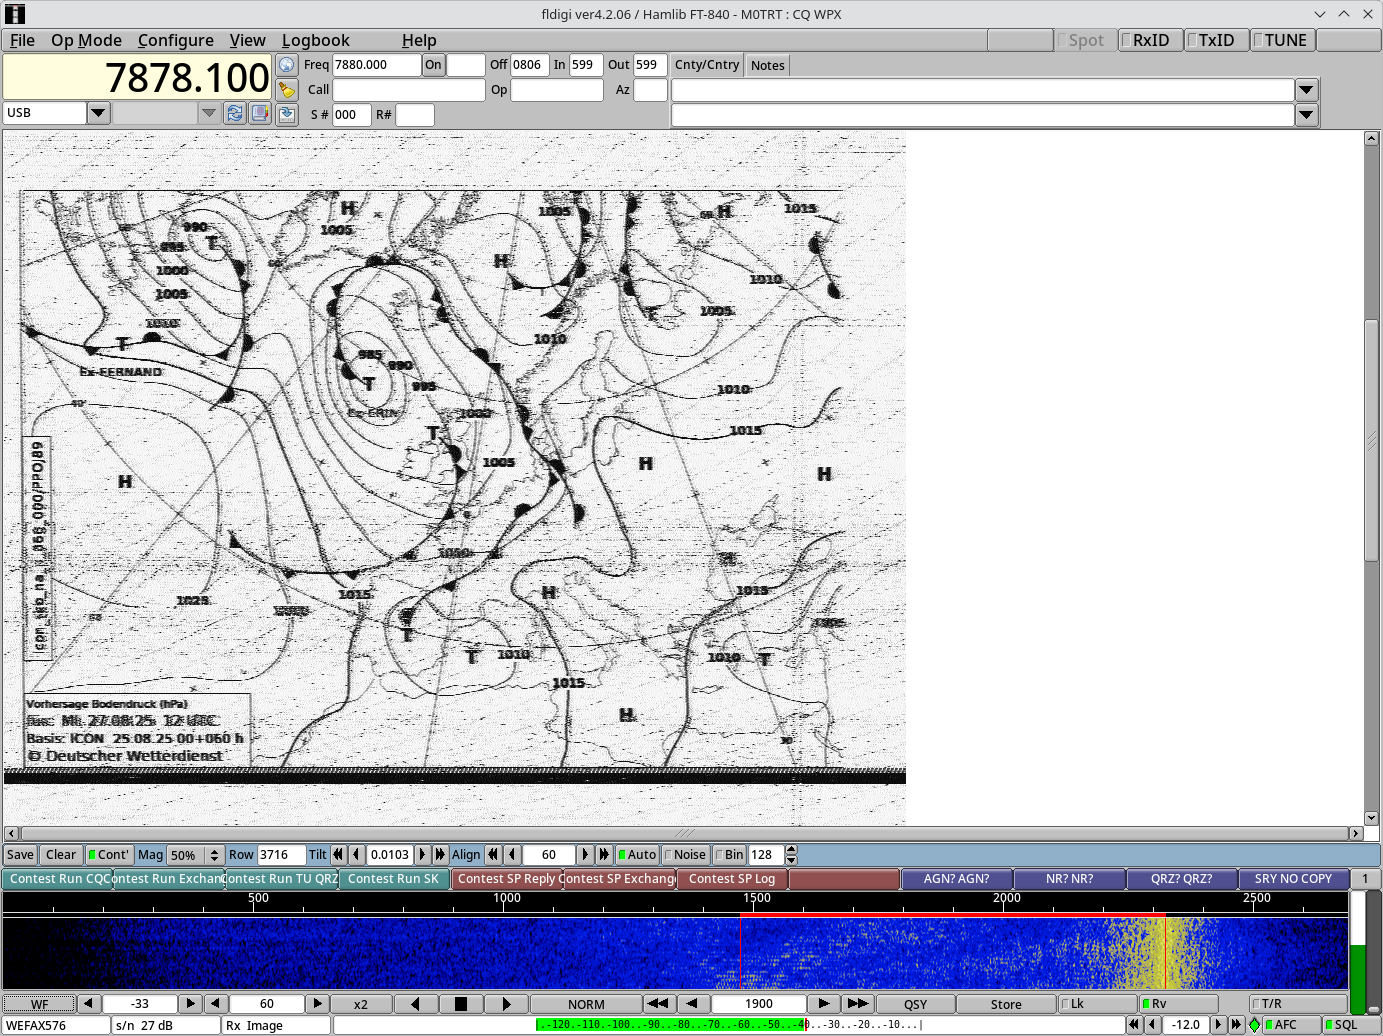 fldigi ver4.2.06 / Hamlib FT-840 - M0TRT : CQ WPX
File Op Mode Configure View Logbook Help
Spot RxID TxID TUNE
7878.100
Freq 7880.000 On Off 0806 In 599 Out 599 Cnty/Cntry Notes
Call Op Az
USB
S # 000 R#
H 1005 H 1015
990 T 1005
985
1000 H 1010
1005 1005
1010 1010
T
985 990
Ex-FERNAND T 995 1010
Ex-ERIN 1000
T 1015
1005 H H
H
1015 H 1015
1025
T 1010 1010 T
T
1015
H
Vorhersage Bodendruck (hPa)
Mi, 27.08.25 12 UTC
Basis: ICON 25.08.25 00+060 h
© Deutscher Wetterdienst
Save Clear Cont' Mag 50% Row 3716 Tilt 0.0103 Align 60 Auto Noise Bin 128
Contest Run CQ Contest Run Exchan Contest Run TU QRZ Contest Run SK Contest SP Reply Contest SP Exchang Contest SP Log AGN? AGN? NR? NR? QRZ? QRZ? SRY NO COPY 1
500 1000 1500 2000 2500
WF -33 60 x2 NORM 1900 QSY Store Lk Rv T/R
WEFAX576 s/n 27 dB Rx Image |..-120..-110..-100...-90...-80...-70...-60...-50...-40...-30...-20...-10...| -12.0 AFC SQL